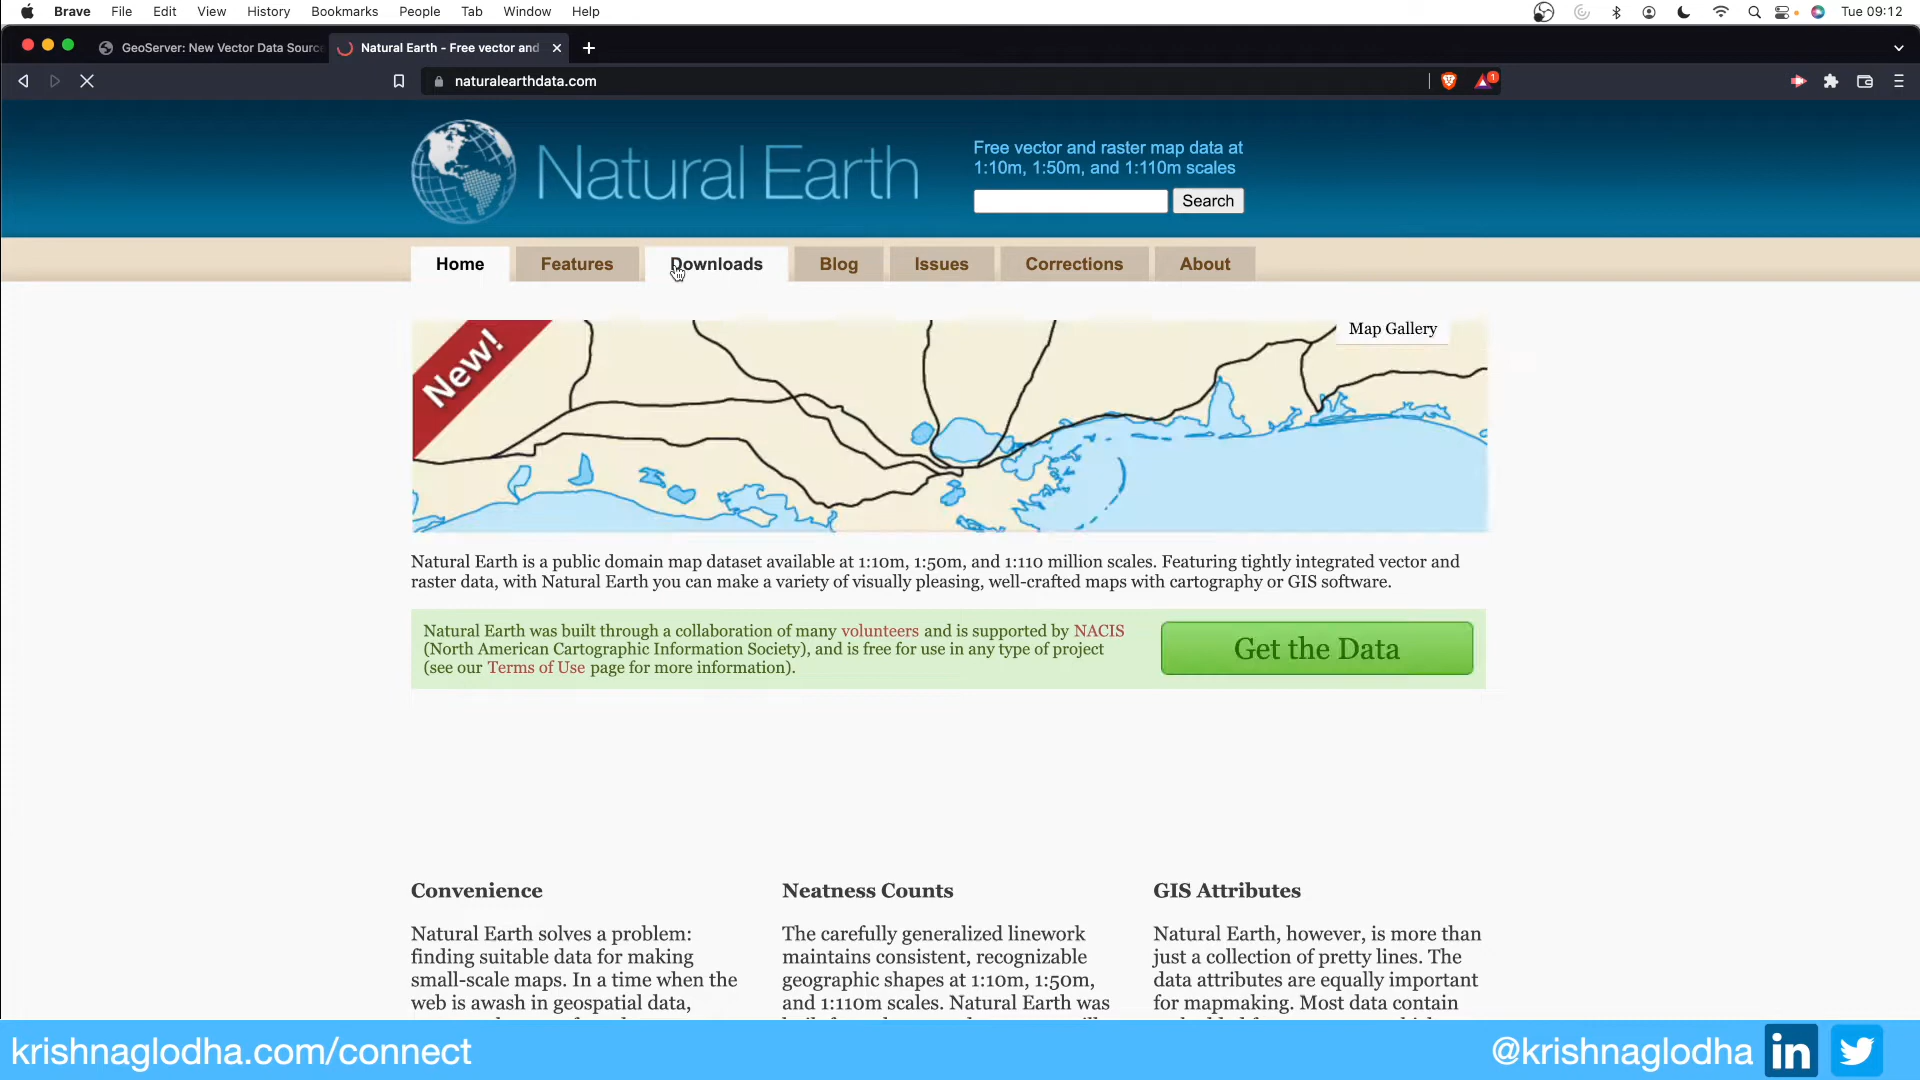 Brave File Edit View History Bookmarks People Tab Window Help Tue 09:12
GeoServer: New Vector Data Sourc Natural Earth - Free vector and
naturalearthdata.com 1
Natural Earth
Free vector and raster map data at
1:10m, 1:50m, and 1:110m scales
Search
Home Features Downloads Blog Issues Corrections About
New!
Map Gallery
Natural Earth is a public domain map dataset available at 1:10m, 1:50m, and 1:110 million scales. Featuring tightly integrated vector and
raster data, with Natural Earth you can make a variety of visually pleasing, well-crafted maps with cartography or GIS software.
Natural Earth was built through a collaboration of many volunteers and is supported by NACIS
(North American Cartographic Information Society), and is free for use in any type of project
(see our Terms of Use page for more information).
Get the Data
Convenience
Natural Earth solves a problem:
finding suitable data for making
small-scale maps. In a time when the
web is awash in geospatial data,
Neatness Counts
The carefully generalized linework
maintains consistent, recognizable
geographic shapes at 1:10m, 1:50m,
and 1:110m scales. Natural Earth was
GIS Attributes
Natural Earth, however, is more than
just a collection of pretty lines. The
data attributes are equally important
for mapmaking. Most data contain
krishnaglodha.com/connect
@krishnaglodha in